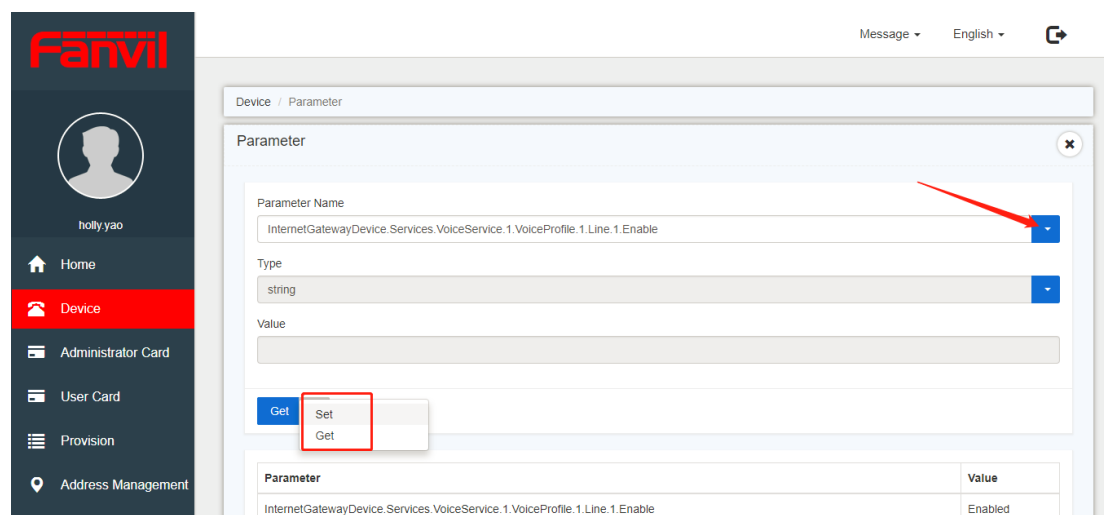 Fanvil
Message
English
Device / Parameter
Parameter
holly.yao
Home
Device
Administrator Card
User Card
Provision
Address Management
Parameter Name
InternetGatewayDevice.Services.VoiceService.1.VoiceProfile.1.Line.1.Enable
Type
string
Value
Get
Set
Get
Parameter Value
InternetGatewayDevice.Services.VoiceService.1.VoiceProfile.1.Line.1.Enable Enabled